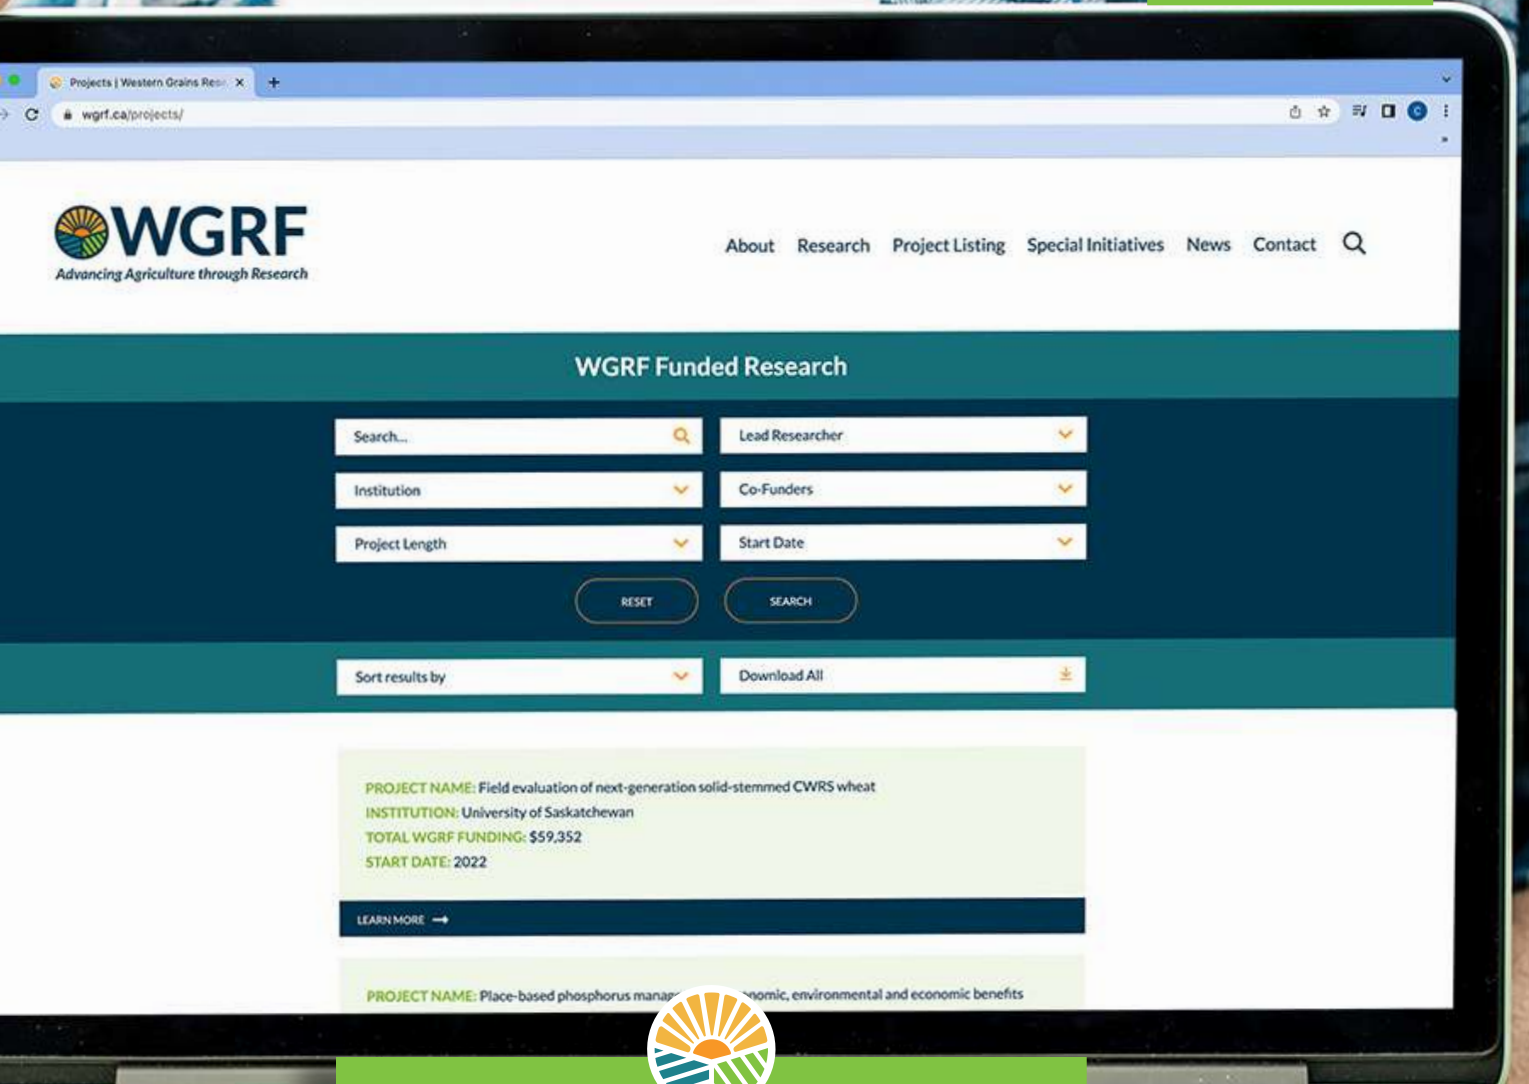 Projects | Western Grains Rese
wgrf.ca/projects/
C
WGRF
Advancing Agriculture through Research
About Research Project Listing Special Initiatives News Contact
WGRF Funded Research
Search...
Lead Researcher
Institution
Co-Funders
Project Length
Start Date
RESET
SEARCH
Sort results by
Download All
PROJECT NAME: Field evaluation of next-generation solid-stemmed CWRS wheat
INSTITUTION: University of Saskatchewan
TOTAL WGRF FUNDING: $59,352
START DATE: 2022
LEARN MORE →
PROJECT NAME: Place-based phosphorus environmental and economic benefits